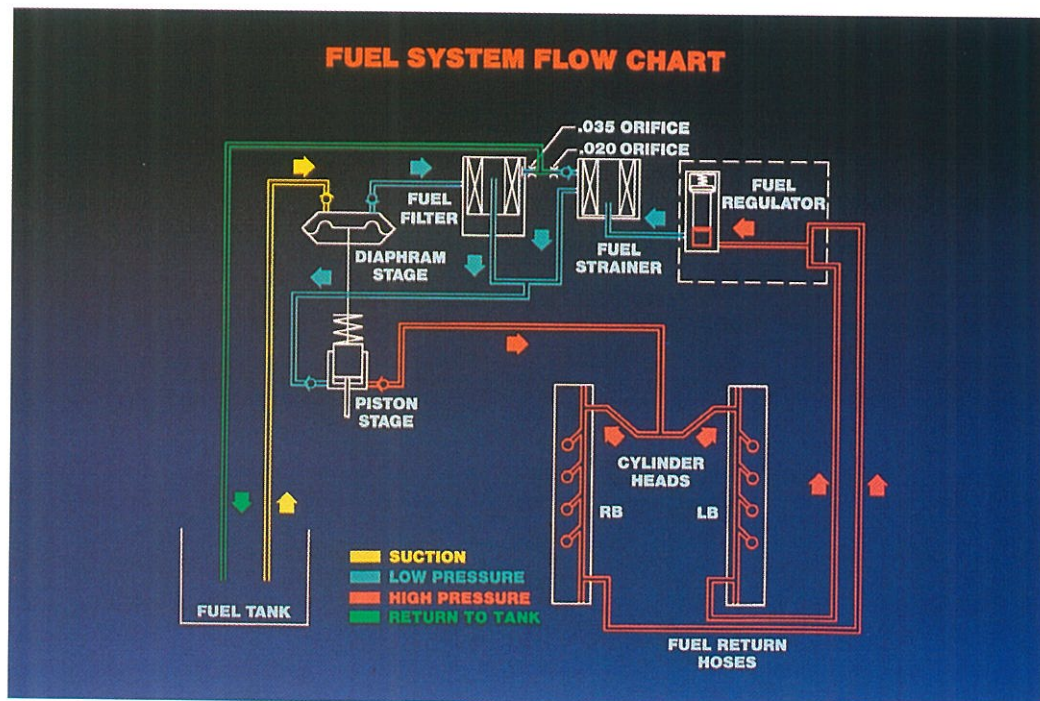 FUEL SYSTEM FLOW CHART
.035 ORIFICE
.020 ORIFICE
FUEL
FILTER
FUEL
REGULATOR
DIAPHRAM
STAGE
FUEL
STRAINER
PISTON
STAGE
CYLINDER
HEADS
RB
LB
SUCTION
LOW PRESSURE
HIGH PRESSURE
RETURN TO TANK
FUEL TANK
FUEL RETURN
HOSES